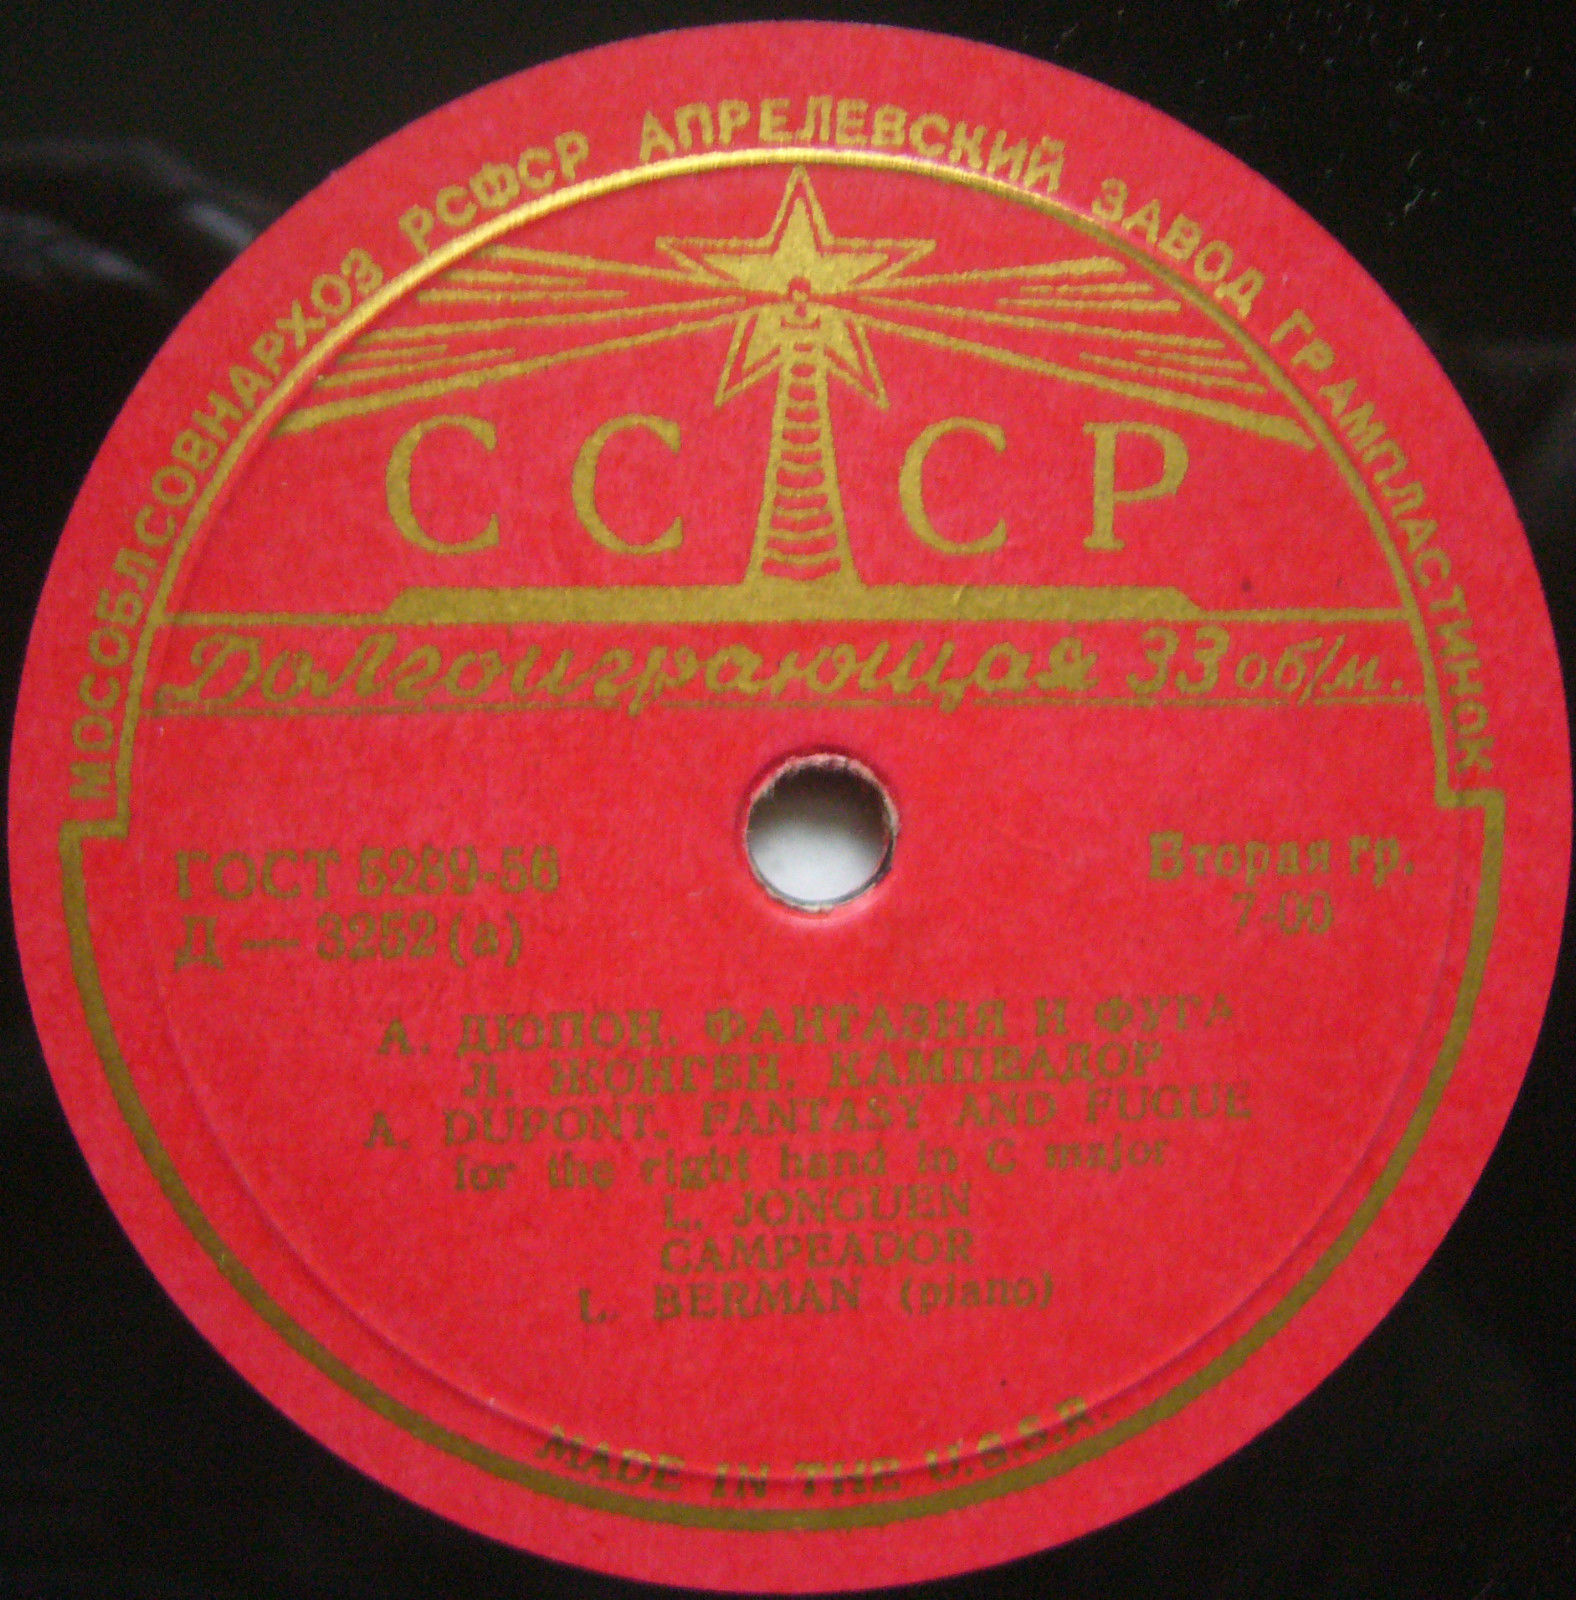 МОСОБЛСОВНАРХОЗ РСФСР АПРЕЛЕВСКИЙ ЗАВОД ГРАМПЛАСТИНОК
СССР
Долгоиграющая 33 об/м.
ГОСТ 5289-56
Д — 3252 (а)
Вторая гр.
7-00
А. ДЮПОН. ФАНТАЗИЯ И ФУГА
Л. ЖОНГЕН. КАМПЕАДОР
A. DUPONT. FANTASY AND FUGUE
for the right hand in C major
L. JONGUEN
CAMPEADOR
L. BERMAN (piano)
MADE IN THE U.S.S.R.